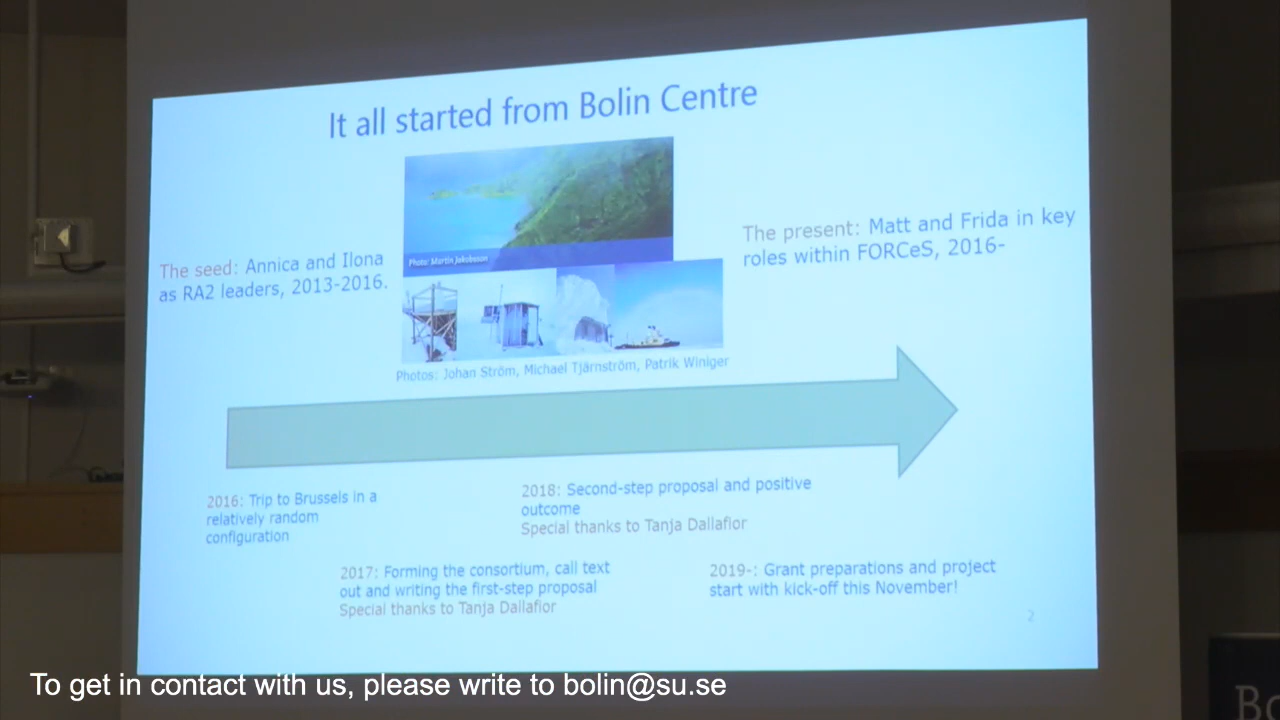 It all started from Bolin Centre
Photo: Martin Jakobsson
The seed: Annica and Ilona
as RA2 leaders, 2013-2016.
The present: Matt and Frida in key
roles within FORCeS, 2016-
Photos: Johan Ström, Michael Tjärnström, Patrik Winiger
2016: Trip to Brussels in a
relatively random
configuration
2018: Second-step proposal and positive
outcome
Special thanks to Tanja Dallafior
2017: Forming the consortium, call text
out and writing the first-step proposal
Special thanks to Tanja Dallafior
2019-: Grant preparations and project
start with kick-off this November!
2
To get in contact with us, please write to bolin@su.se